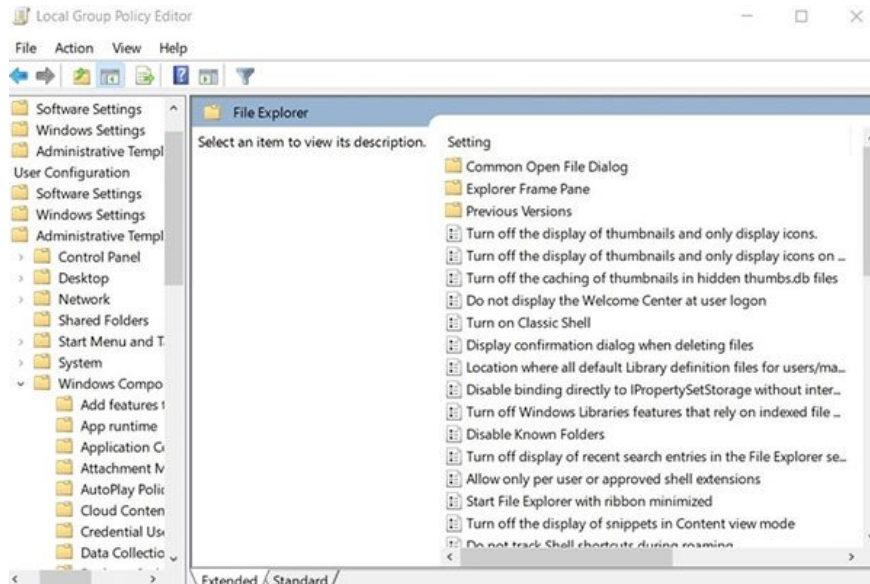 Local Group Policy Editor
File Action View Help
Software Settings
Windows Settings
Administrative Templ
User Configuration
Software Settings
Windows Settings
Administrative Templ
Control Panel
Desktop
Network
Shared Folders
Start Menu and T
System
Windows Compo
Add features t
App runtime
Application Co
Attachment M
AutoPlay Polic
Cloud Conten
Credential Use
Data Collectio
File Explorer
Select an item to view its description.
Setting
Common Open File Dialog
Explorer Frame Pane
Previous Versions
Turn off the display of thumbnails and only display icons.
Turn off the display of thumbnails and only display icons on ...
Turn off the caching of thumbnails in hidden thumbs.db files
Do not display the Welcome Center at user logon
Turn on Classic Shell
Display confirmation dialog when deleting files
Location where all default Library definition files for users/ma...
Disable binding directly to IPropertySetStorage without inter...
Turn off Windows Libraries features that rely on indexed file ...
Disable Known Folders
Turn off display of recent search entries in the File Explorer se...
Allow only per user or approved shell extensions
Start File Explorer with ribbon minimized
Turn off the display of snippets in Content view mode
Do not track Shell shortcuts during roaming
Extended Standard